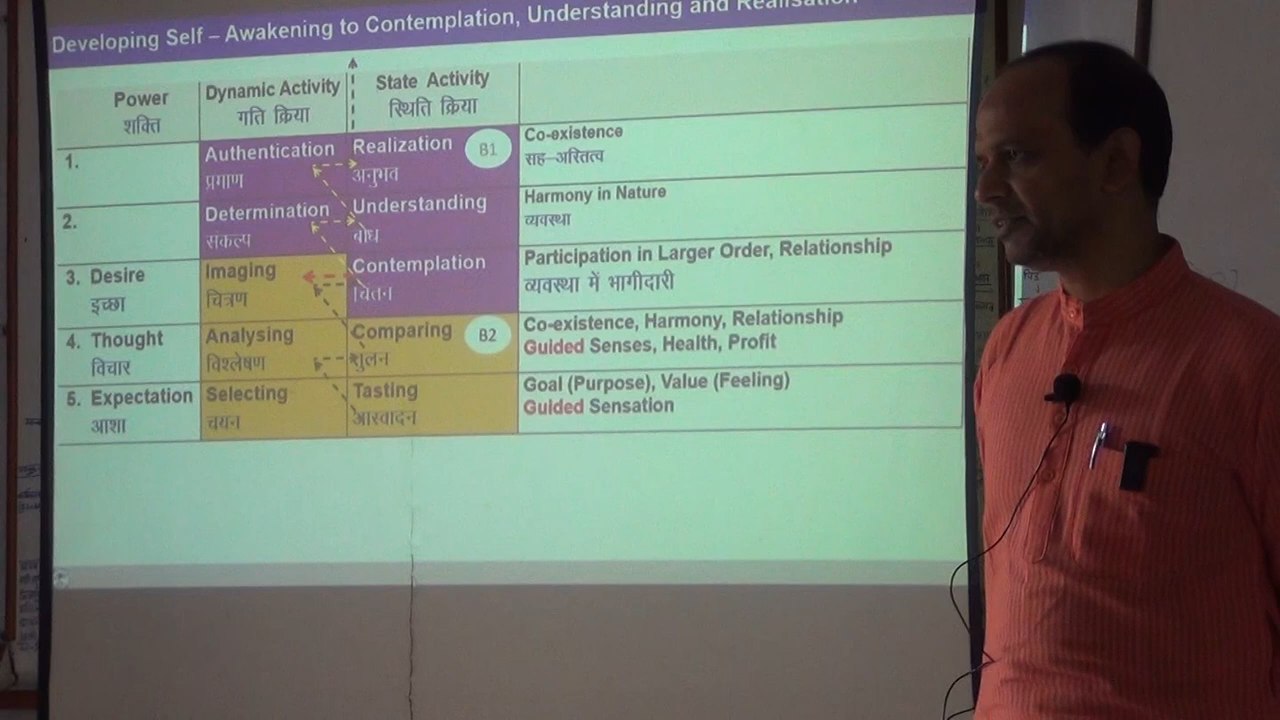 Developing Self – Awakening to Contemplation, Understanding and Realisation
Power Dynamic Activity State Activity
शक्ति गति क्रिया स्थिति क्रिया
1. Authentication Realization B1 Co-existence
प्रमाण अनुभव सह-अस्तित्व
2. Determination Understanding Harmony in Nature
संकल्प बोध व्यवस्था
3. Desire Imaging Contemplation Participation in Larger Order, Relationship
इच्छा चित्रण चिंतन व्यवस्था में भागीदारी
4. Thought Analysing Comparing B2 Co-existence, Harmony, Relationship
विचार विश्लेषण तुलन Guided Senses, Health, Profit
5. Expectation Selecting Tasting Goal (Purpose), Value (Feeling)
आशा चयन आस्वादन Guided Sensation